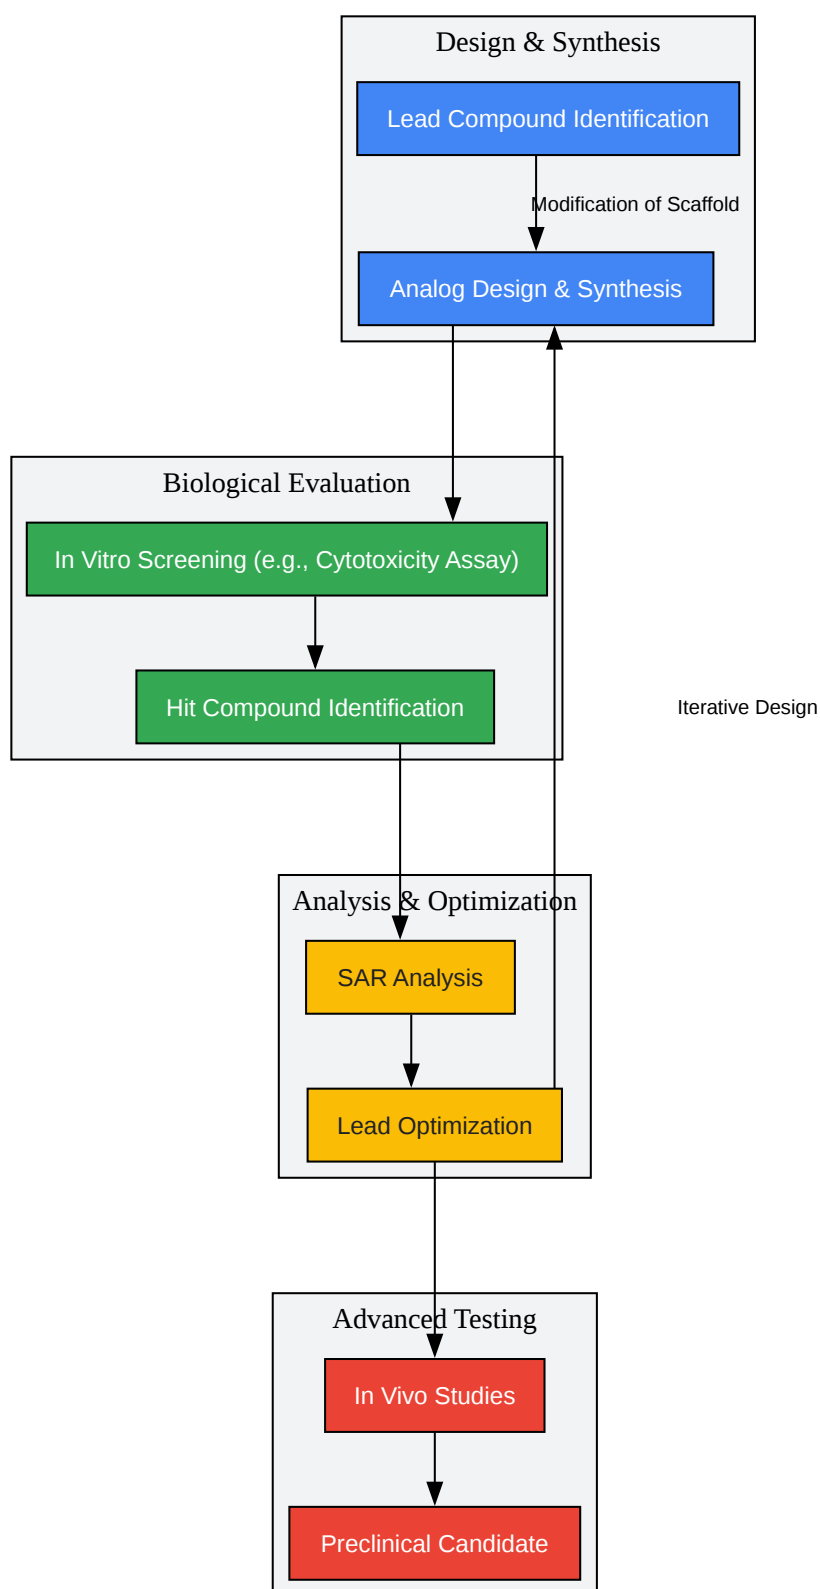 Design & Synthesis
Lead Compound Identification
Modification of Scaffold
Analog Design & Synthesis
Biological Evaluation
In Vitro Screening (e.g., Cytotoxicity Assay)
Hit Compound Identification
Iterative Design
Analysis & Optimization
SAR Analysis
Lead Optimization
Advanced Testing
In Vivo Studies
Preclinical Candidate